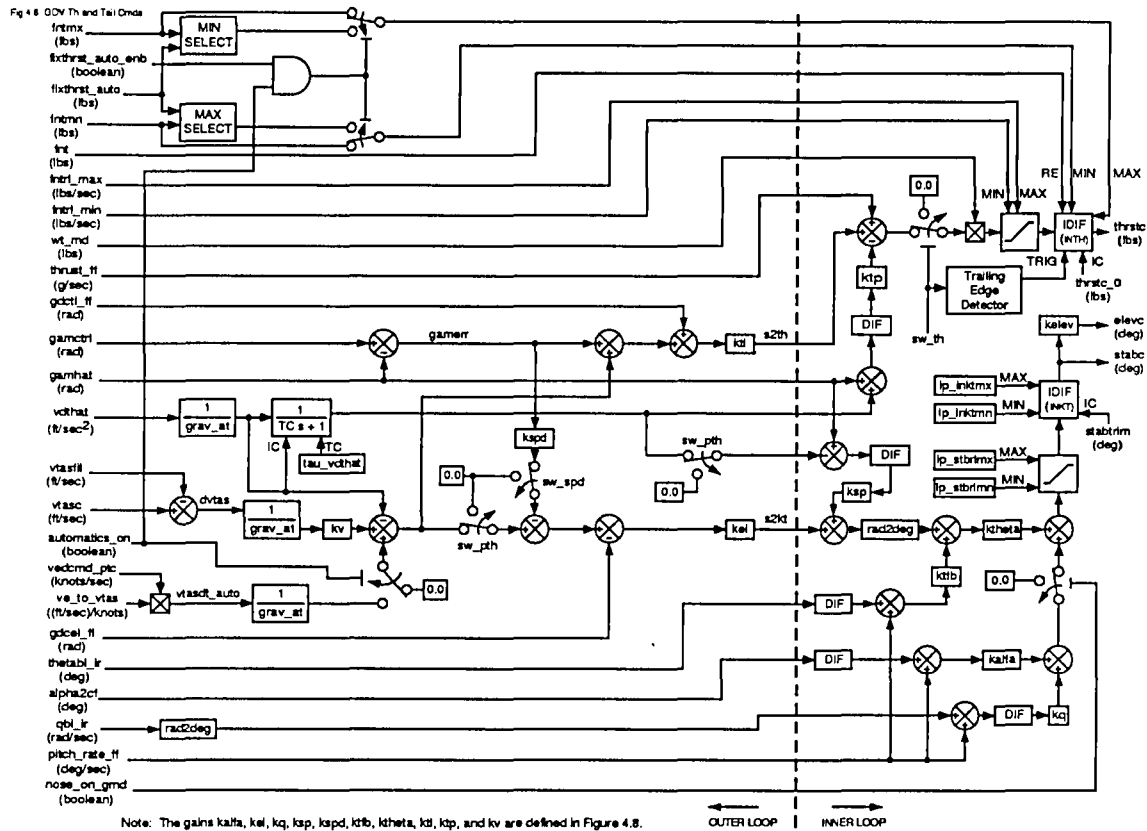 Fig 4.6 GCV Th and Tail Cmds
fntmx
(lbs)
MIN
SELECT
fixthrst_auto_enb
(boolean)
fixthrst_auto
(lbs)
fntmn
(lbs)
MAX
SELECT
fnt
(lbs)
fntrl_max
(lbs/sec)
fntrl_min
(lbs/sec)
wt_md
(lbs)
thrust_ff
(g/sec)
gdctl_ff
(rad)
gamctrl
(rad)
gamerr
ktl
s2th
gamhat
(rad)
vdthat
(ft/sec²)
1
grav_at
1
TC s + 1
IC
TC
tau_vdthat
vtasfil
(ft/sec)
vtasc
(ft/sec)
dvtas
1
grav_at
kv
automatics_on
(boolean)
0.0
vedcmd_ptc
(knots/sec)
ve_to_vtas
((ft/sec)/knots)
vtasdt_auto
1
grav_at
gdcel_ff
(rad)
thetabl_ir
(deg)
alpha2cf
(deg)
qbl_ir
(rad/sec)
rad2deg
pitch_rate_ff
(deg/sec)
nose_on_grnd
(boolean)
kspd
0.0
sw_spd
sw_pth
sw_pth
0.0
kel
s2kt
ktp
DIF
DIF
ksp
0.0
sw_th
MIN
MAX
RE
MIN
MAX
IDIF
(INTH)
thrstc
(lbs)
TRIG
IC
thrstc_0
(lbs)
Trailing
Edge
Detector
kelev
elevc
(deg)
stabc
(deg)
lp_inktmx
MAX
lp_inktmn
MIN
IDIF
(INKT)
IC
stabtrim
(deg)
lp_stbrlmx
MAX
lp_stbrlmn
MIN
rad2deg
ktheta
ktfb
0.0
DIF
DIF
kalfa
DIF
kq
Note: The gains kalfa, kel, kq, ksp, kspd, ktfb, ktheta, ktl, ktp, and kv are defined in Figure 4.8.
OUTER LOOP
INNER LOOP